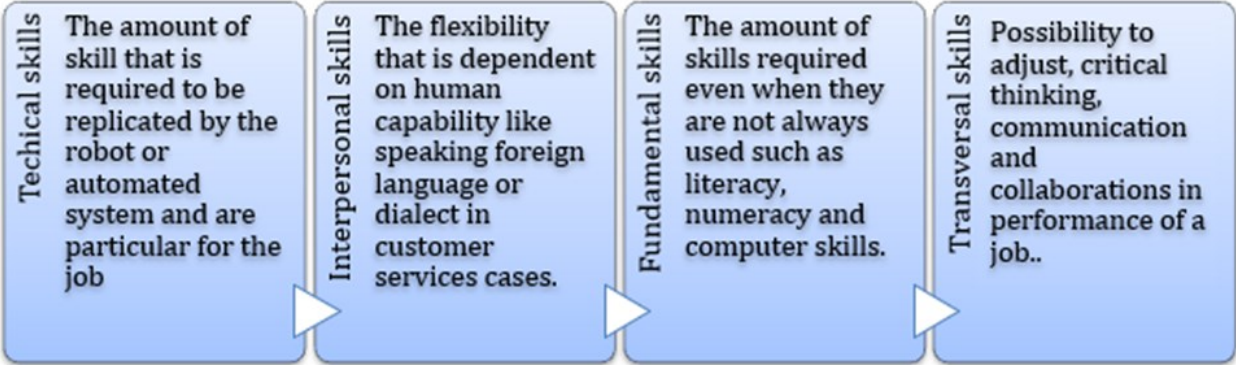 Techical skills
The amount of
skill that is
required to be
replicated by the
robot or
automated
system and are
particular for the
job
Interpersonal skills
The flexibility
that is dependent
on human
capability like
speaking foreign
language or
dialect in
customer
services cases.
Fundamental skills
The amount of
skills required
even when they
are not always
used such as
literacy,
numeracy and
computer skills.
Transversal skills
Possibility to
adjust, critical
thinking,
communication
and
collaborations in
performance of a
job..